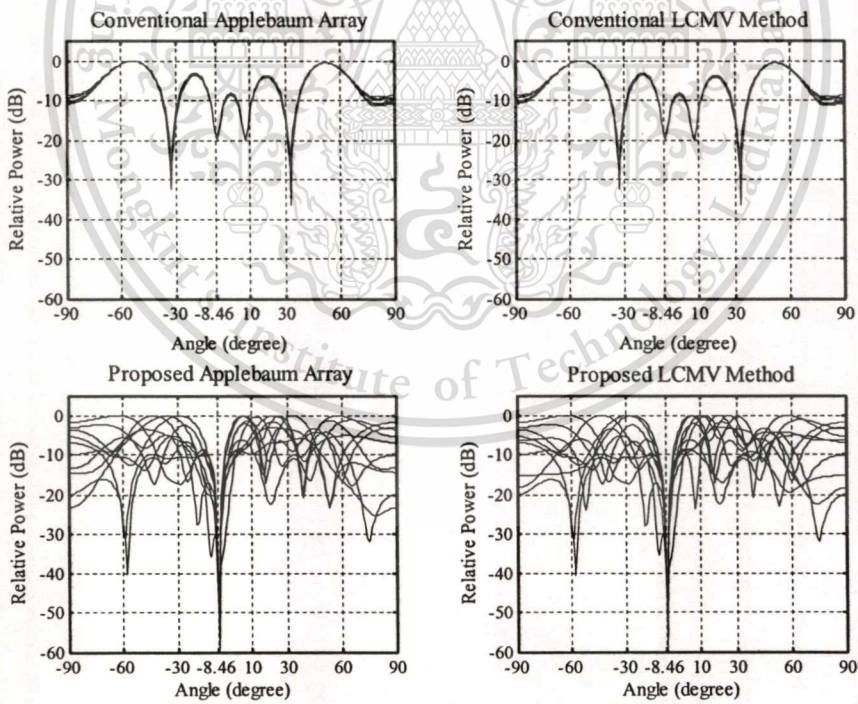 Conventional Applebaum Array
Relative Power (dB)
0
-10
-20
-30
-40
-50
-60
-90 -60 -30 -8.46 10 30 60 90
Angle (degree)
Conventional LCMV Method
Relative Power (dB)
0
-10
-20
-30
-40
-50
-60
-90 -60 -30 -8.46 10 30 60 90
Angle (degree)
Proposed Applebaum Array
Relative Power (dB)
0
-10
-20
-30
-40
-50
-60
-90 -60 -30 -8.46 10 30 60 90
Angle (degree)
Proposed LCMV Method
Relative Power (dB)
0
-10
-20
-30
-40
-50
-60
-90 -60 -30 -8.46 10 30 60 90
Angle (degree)
Mongkut's Institute of Technology